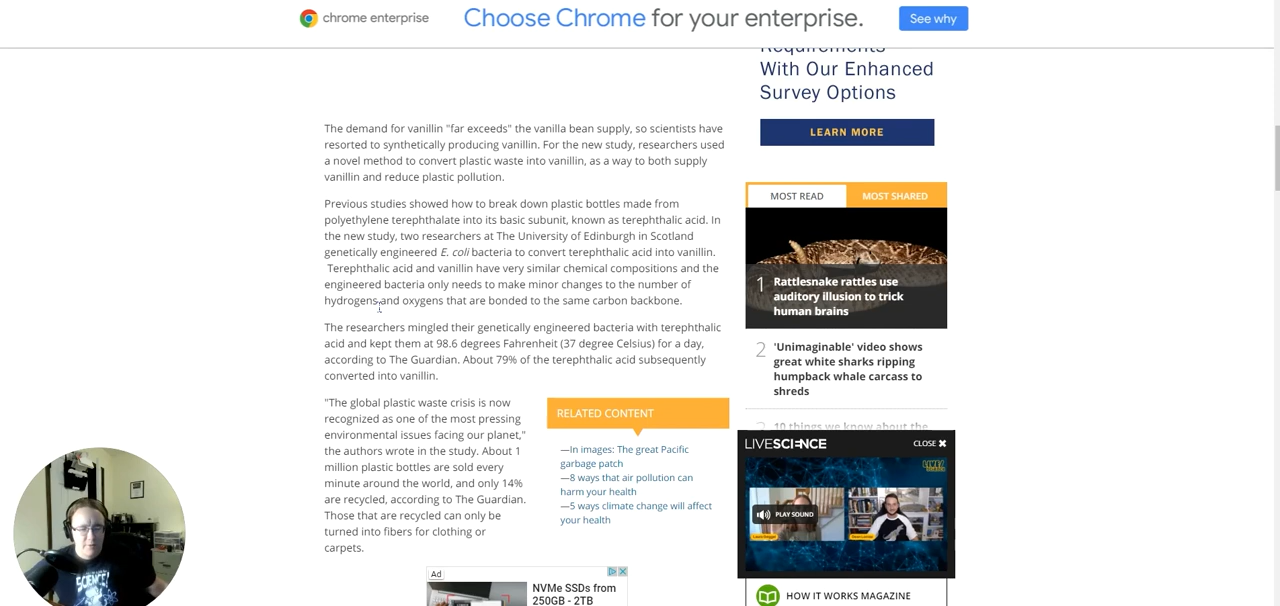 chrome enterprise
Choose Chrome for your enterprise.
See why
Requirements
With Our Enhanced
Survey Options
LEARN MORE
The demand for vanillin "far exceeds" the vanilla bean supply, so scientists have
resorted to synthetically producing vanillin. For the new study, researchers used
a novel method to convert plastic waste into vanillin, as a way to both supply
vanillin and reduce plastic pollution.
Previous studies showed how to break down plastic bottles made from
polyethylene terephthalate into its basic subunit, known as terephthalic acid. In
the new study, two researchers at The University of Edinburgh in Scotland
genetically engineered E. coli bacteria to convert terephthalic acid into vanillin.
Terephthalic acid and vanillin have very similar chemical compositions and the
engineered bacteria only needs to make minor changes to the number of
hydrogens and oxygens that are bonded to the same carbon backbone.
The researchers mingled their genetically engineered bacteria with terephthalic
acid and kept them at 98.6 degrees Fahrenheit (37 degree Celsius) for a day,
according to The Guardian. About 79% of the terephthalic acid subsequently
converted into vanillin.
"The global plastic waste crisis is now
recognized as one of the most pressing
environmental issues facing our planet,"
the authors wrote in the study. About 1
million plastic bottles are sold every
minute around the world, and only 14%
are recycled, according to The Guardian.
Those that are recycled can only be
turned into fibers for clothing or
carpets.
RELATED CONTENT
—In images: The great Pacific
garbage patch
—8 ways that air pollution can
harm your health
—5 ways climate change will affect
your health
Ad
NVMe SSDs from
250GB - 2TB
MOST READ
MOST SHARED
1 Rattlesnake rattles use
auditory illusion to trick
human brains
2 'Unimaginable' video shows
great white sharks ripping
humpback whale carcass to
shreds
3 10 things we know about the
LIVESCIENCE
CLOSE
PLAY SOUND
HOW IT WORKS MAGAZINE
SCIENCE